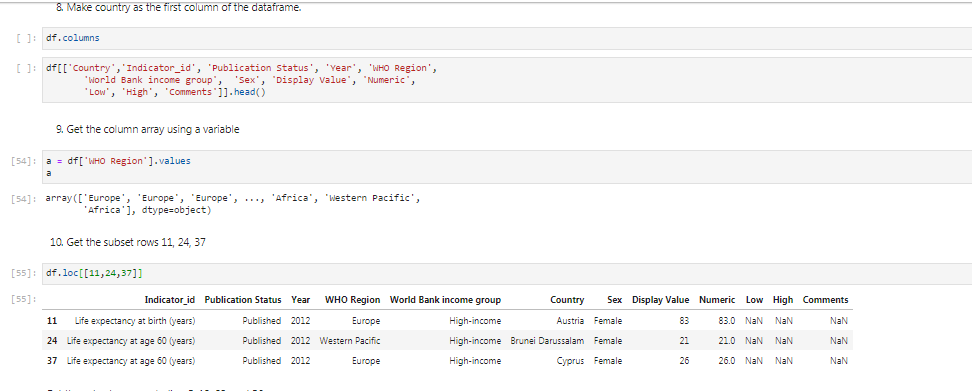 8. Make country as the first column of the dataframe.
[ ]: df.columns
[ ]: df[['Country','Indicator_id', 'Publication Status', 'Year', 'WHO Region',
'World Bank income group', 'Sex', 'Display Value', 'Numeric',
'Low', 'High', 'Comments']].head()
9. Get the column array using a variable
[54]: a = df['WHO Region'].values
a
[54]: array(['Europe', 'Europe', 'Europe', ..., 'Africa', 'Western Pacific',
'Africa'], dtype=object)
10. Get the subset rows 11, 24, 37
[55]: df.loc[[11,24,37]]
[55]: Indicator_id Publication Status Year WHO Region World Bank income group Country Sex Display Value Numeric Low High Comments
11 Life expectancy at birth (years) Published 2012 Europe High-income Austria Female 83 83.0 NaN NaN NaN
24 Life expectancy at age 60 (years) Published 2012 Western Pacific High-income Brunei Darussalam Female 21 21.0 NaN NaN NaN
37 Life expectancy at age 60 (years) Published 2012 Europe High-income Cyprus Female 26 26.0 NaN NaN NaN